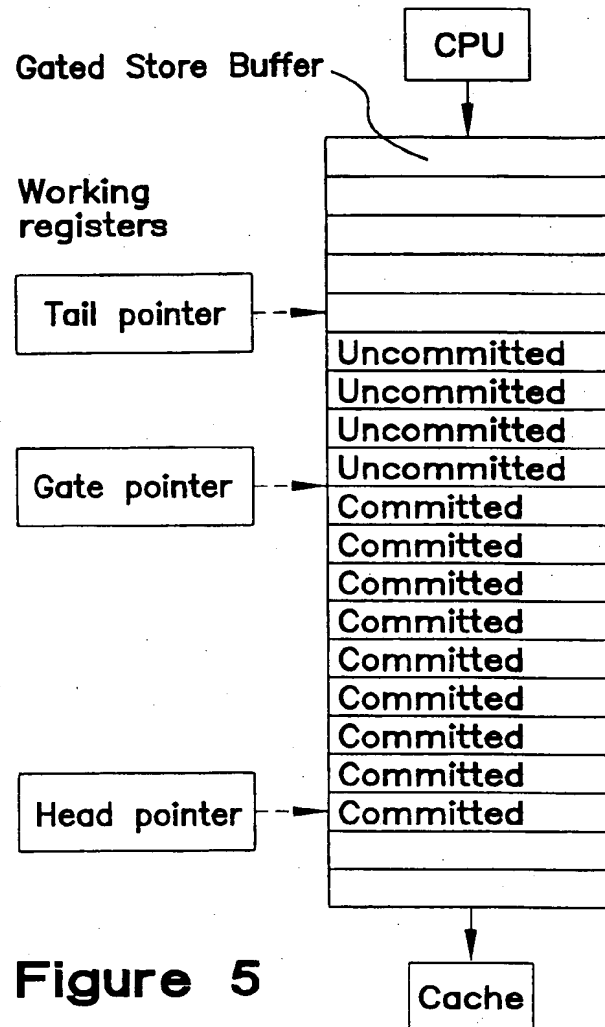 CPU
Gated Store Buffer
Working
registers
Tail pointer
Uncommitted
Uncommitted
Uncommitted
Uncommitted
Gate pointer
Committed
Committed
Committed
Committed
Committed
Committed
Committed
Committed
Head pointer
Committed
Figure 5
Cache